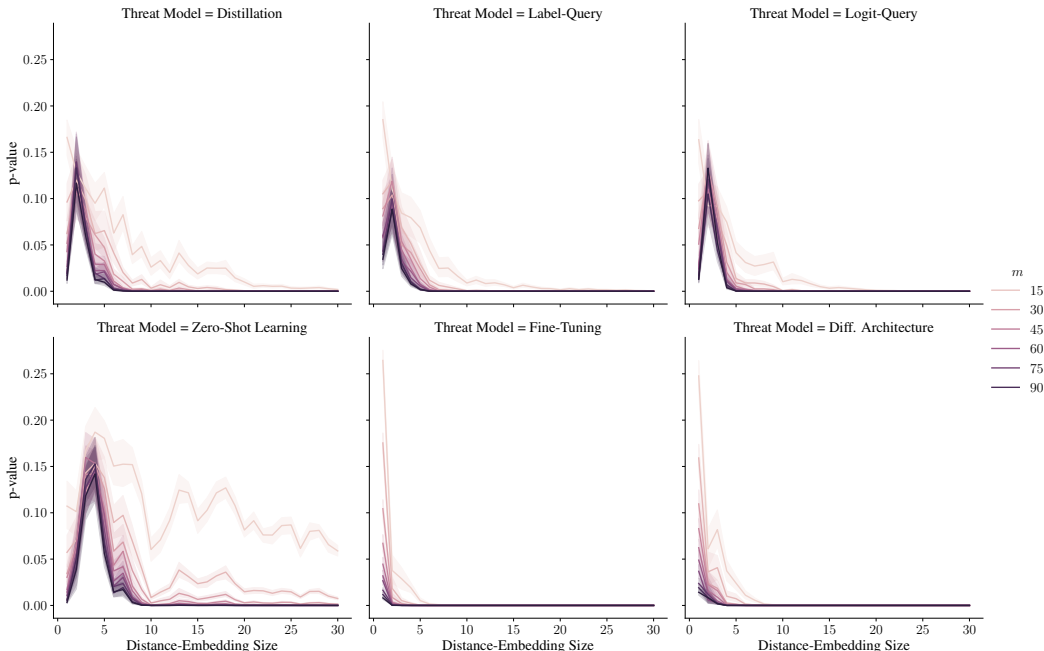 Threat Model = Distillation
Threat Model = Label-Query
Threat Model = Logit-Query
p-value
0.25
0.20
0.15
0.10
0.05
0.00
Threat Model = Zero-Shot Learning
Threat Model = Fine-Tuning
Threat Model = Diff. Architecture
p-value
0.25
0.20
0.15
0.10
0.05
0.00
0 5 10 15 20 25 30
0 5 10 15 20 25 30
0 5 10 15 20 25 30
Distance-Embedding Size
Distance-Embedding Size
Distance-Embedding Size
m
15
30
45
60
75
90